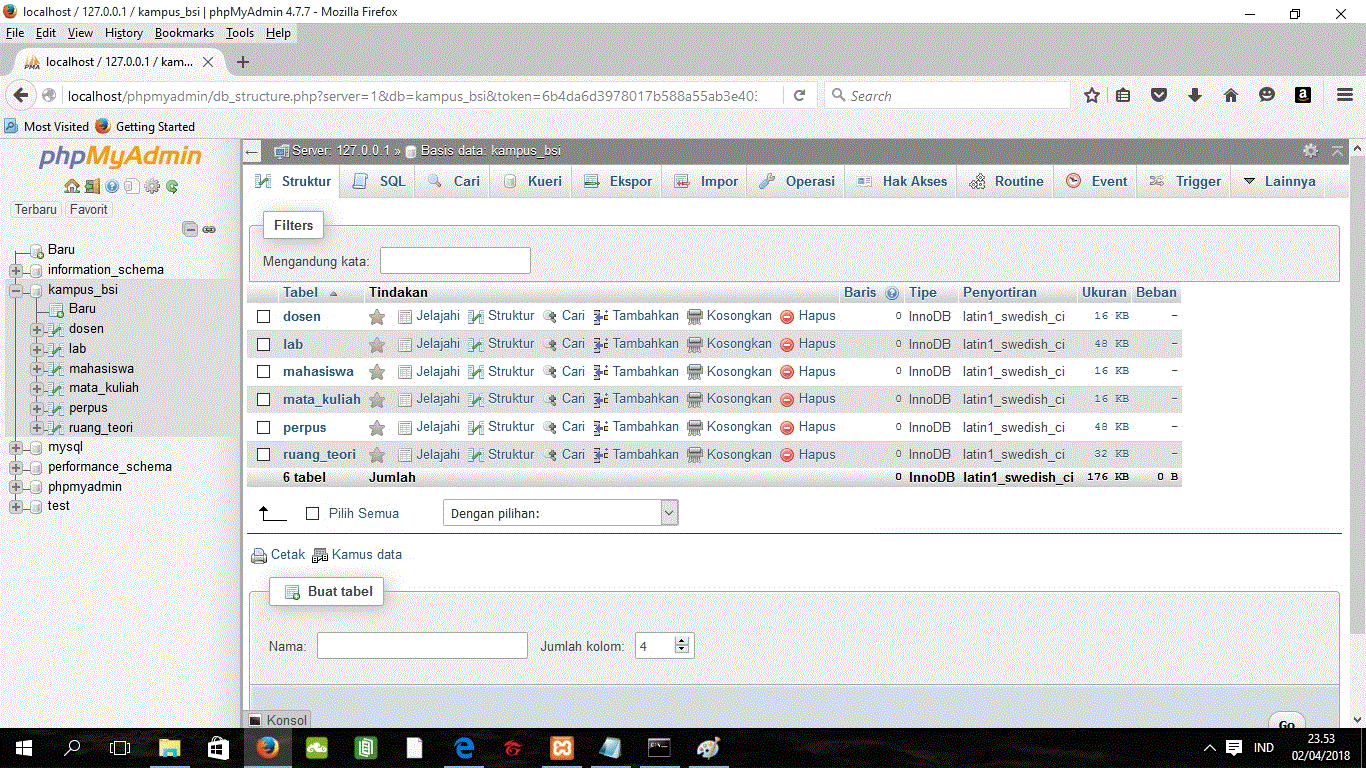 localhost / 127.0.0.1 / kampus_bsi | phpMyAdmin 4.7.7 - Mozilla Firefox
File Edit View History Bookmarks Tools Help
localhost / 127.0.0.1 / kam...
localhost/phpmyadmin/db_structure.php?server=1&db=kampus_bsi&token=6b4da6d3978017b588a55ab3e40: Search
Most Visited Getting Started
phpMyAdmin
Terbaru Favorit
Baru
information_schema
kampus_bsi
Baru
dosen
lab
mahasiswa
mata_kuliah
perpus
ruang_teori
mysql
performance_schema
phpmyadmin
test
Server: 127.0.0.1 » Basis data: kampus_bsi
Struktur SQL Cari Kueri Ekspor Impor Operasi Hak Akses Routine Event Trigger Lainnya
Filters
Mengandung kata:
Tabel Tindakan Baris Tipe Penyortiran Ukuran Beban
dosen Jelajahi Struktur Cari Tambahkan Kosongkan Hapus 0 InnoDB latin1_swedish_ci 16 KB -
lab Jelajahi Struktur Cari Tambahkan Kosongkan Hapus 0 InnoDB latin1_swedish_ci 48 KB -
mahasiswa Jelajahi Struktur Cari Tambahkan Kosongkan Hapus 0 InnoDB latin1_swedish_ci 16 KB -
mata_kuliah Jelajahi Struktur Cari Tambahkan Kosongkan Hapus 0 InnoDB latin1_swedish_ci 16 KB -
perpus Jelajahi Struktur Cari Tambahkan Kosongkan Hapus 0 InnoDB latin1_swedish_ci 48 KB -
ruang_teori Jelajahi Struktur Cari Tambahkan Kosongkan Hapus 0 InnoDB latin1_swedish_ci 32 KB -
6 tabel Jumlah 0 InnoDB latin1_swedish_ci 176 KB 0 B
Pilih Semua Dengan pilihan:
Cetak Kamus data
Buat tabel
Nama: Jumlah kolom: 4
Konsol Go
IND 23.53
02/04/2018